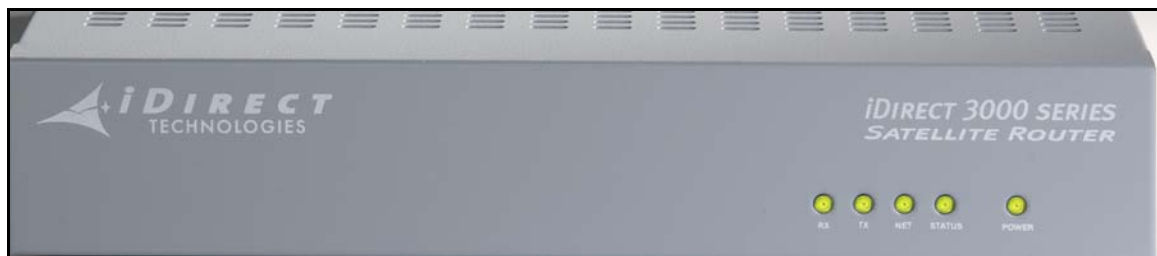 iDIRECT
TECHNOLOGIES
iDIRECT 3000 SERIES
SATELLITE ROUTER
RX TX NET STATUS POWER